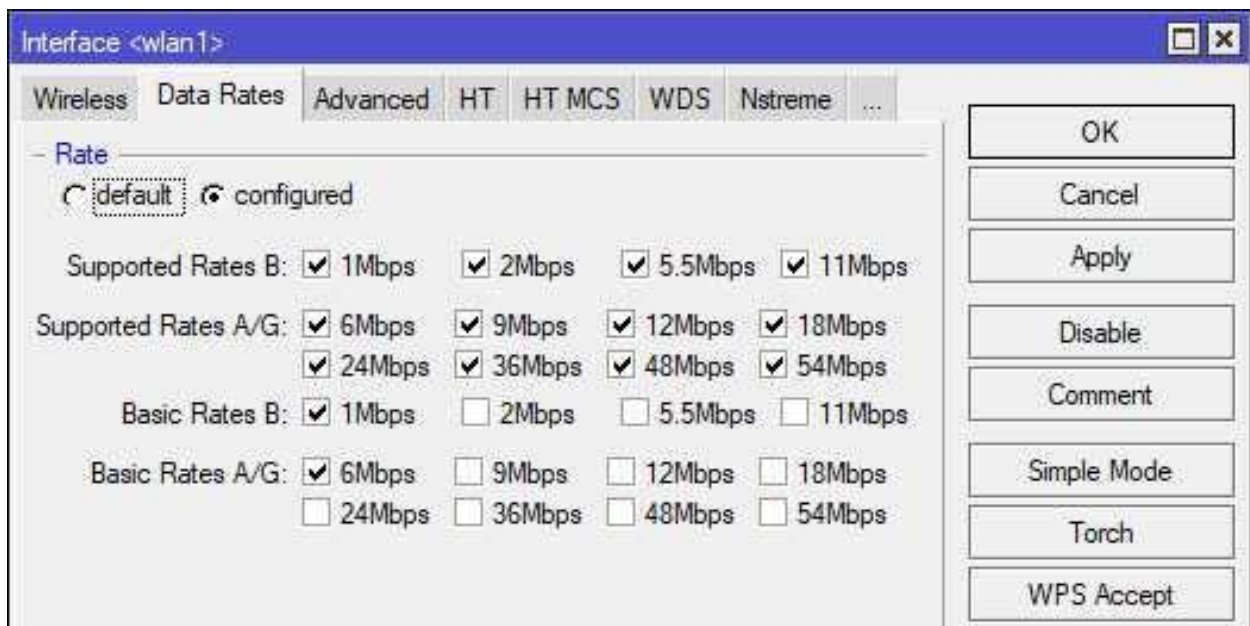 Interface <wlan1>
Wireless Data Rates Advanced HT HT MCS WDS Nstreme ...
Rate
default configured
Supported Rates B: 1Mbps 2Mbps 5.5Mbps 11Mbps
Supported Rates A/G: 6Mbps 9Mbps 12Mbps 18Mbps
24Mbps 36Mbps 48Mbps 54Mbps
Basic Rates B: 1Mbps 2Mbps 5.5Mbps 11Mbps
Basic Rates A/G: 6Mbps 9Mbps 12Mbps 18Mbps
24Mbps 36Mbps 48Mbps 54Mbps
OK
Cancel
Apply
Disable
Comment
Simple Mode
Torch
WPS Accept